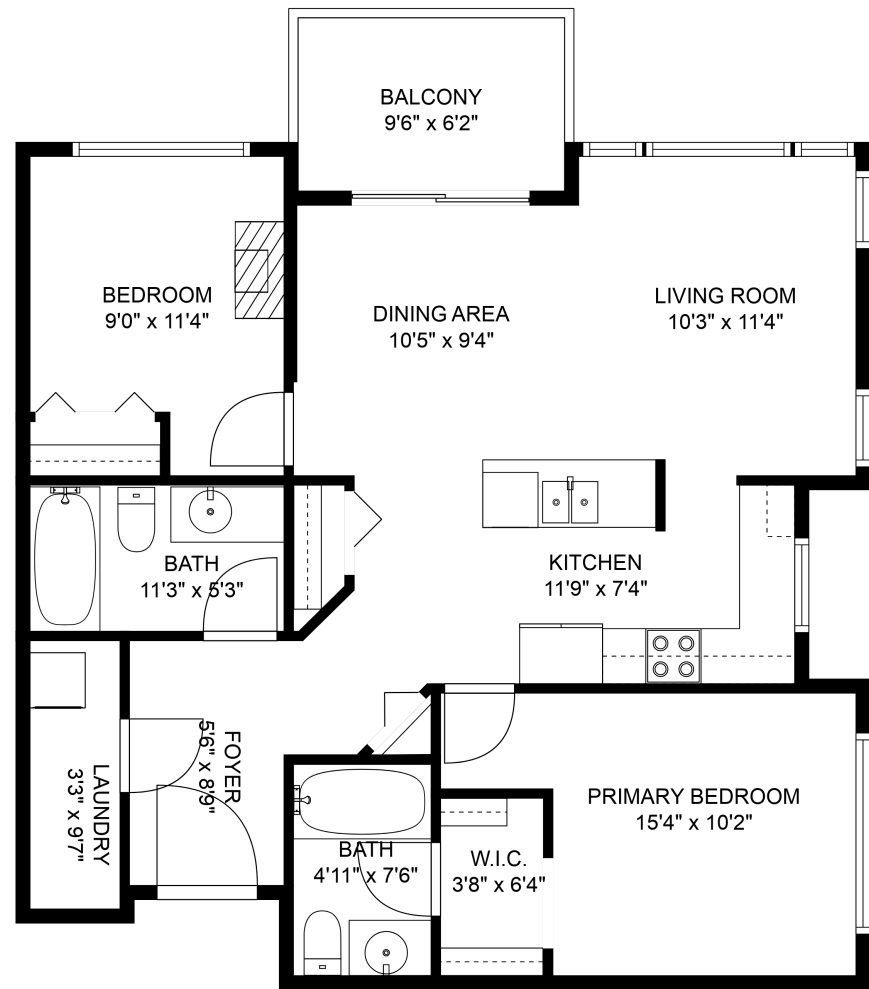 BALCONY
9'6" x 6'2"
BEDROOM
9'0" x 11'4"
DINING AREA
10'5" x 9'4"
LIVING ROOM
10'3" x 11'4"
BATH
11'3" x 5'3"
KITCHEN
11'9" x 7'4"
FOYER
5'6" x 8'9"
LAUNDRY
3'3" x 9'7"
BATH
4'11" x 7'6"
W.I.C.
3'8" x 6'4"
PRIMARY BEDROOM
15'4" x 10'2"